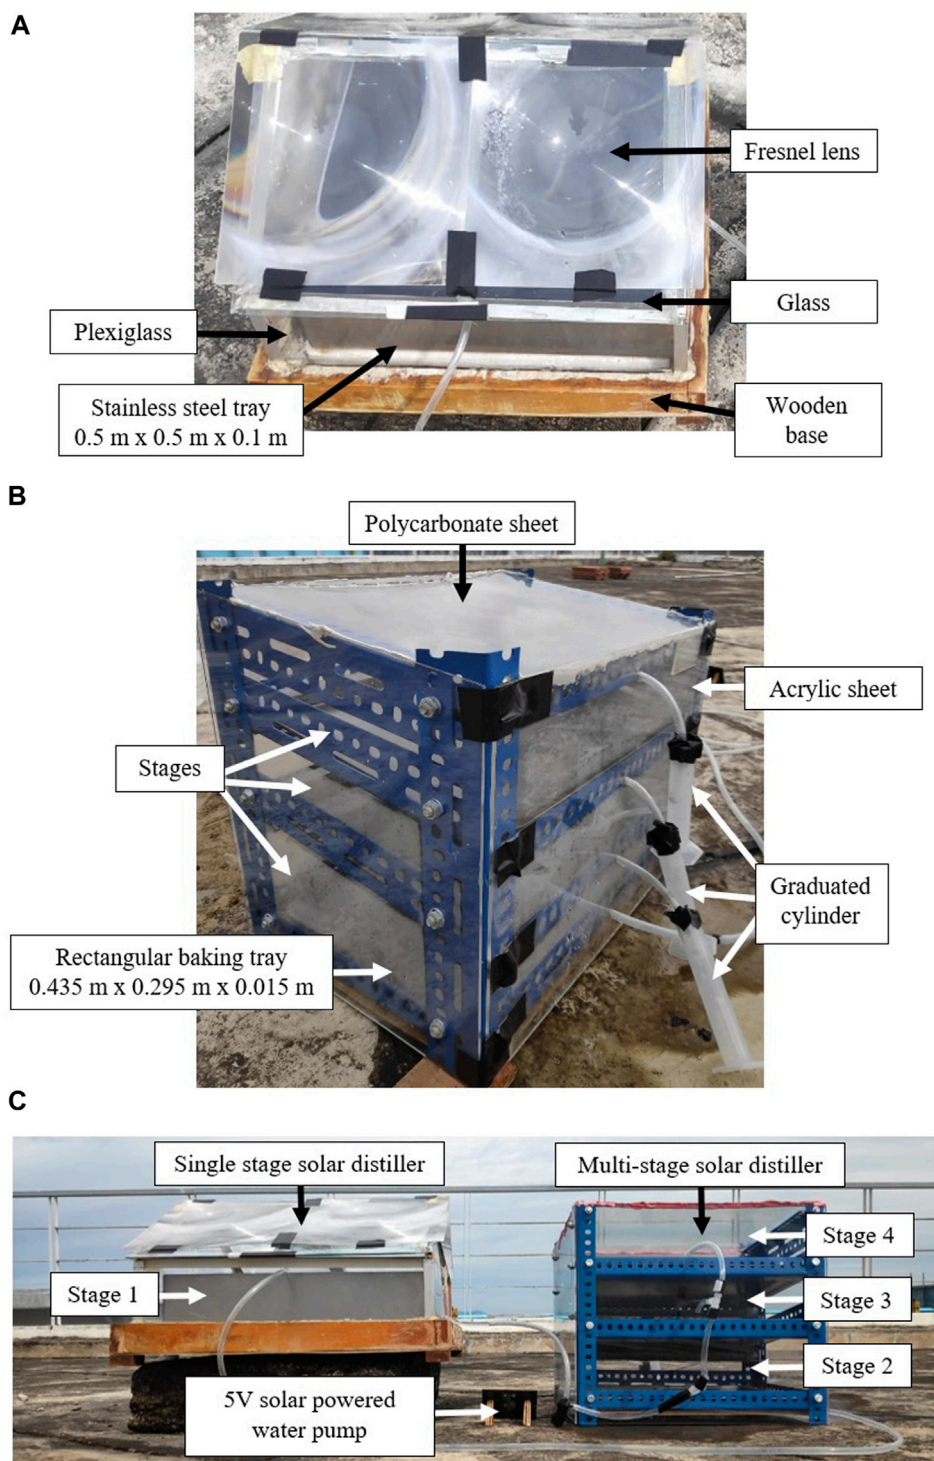 A
Fresnel lens
Glass
Plexiglass
Stainless steel tray
0.5 m x 0.5 m x 0.1 m
Wooden
base
B
Polycarbonate sheet
Acrylic sheet
Stages
Graduated
cylinder
Rectangular baking tray
0.435 m x 0.295 m x 0.015 m
C
Single stage solar distiller
Multi-stage solar distiller
Stage 4
Stage 1
Stage 3
Stage 2
5V solar powered
water pump